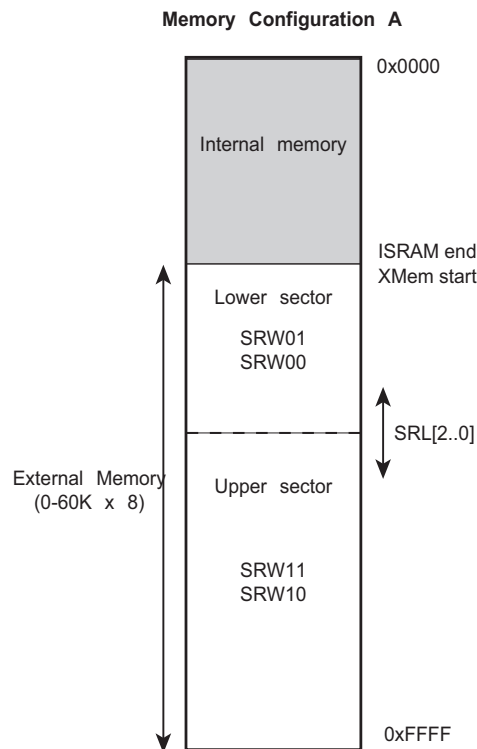 Memory Configuration A
0x0000
Internal memory
ISRAM end
XMem start
Lower sector
SRW01
SRW00
SRL[2..0]
External Memory
(0-60K x 8)
Upper sector
SRW11
SRW10
0xFFFF